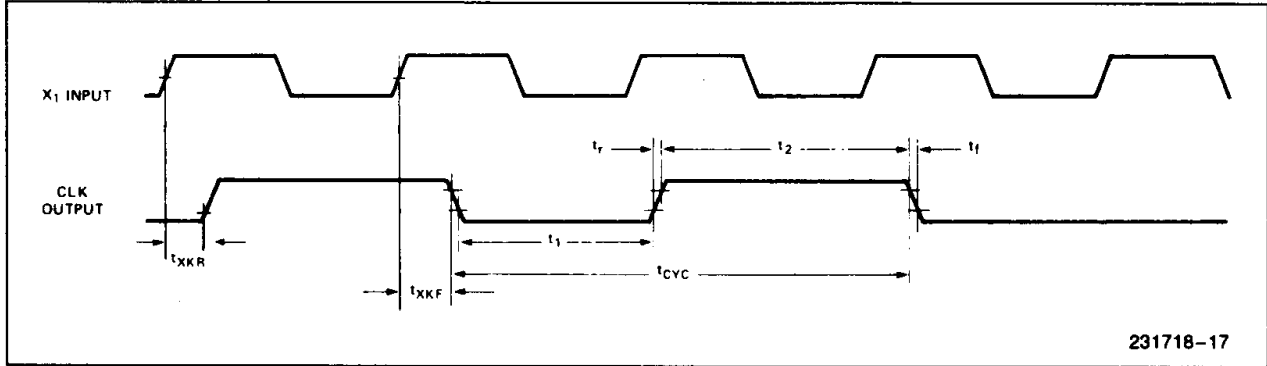 X1 INPUT
tr
t2
tf
CLK
OUTPUT
t1
tXKR
tCYC
tXKF
231718-17